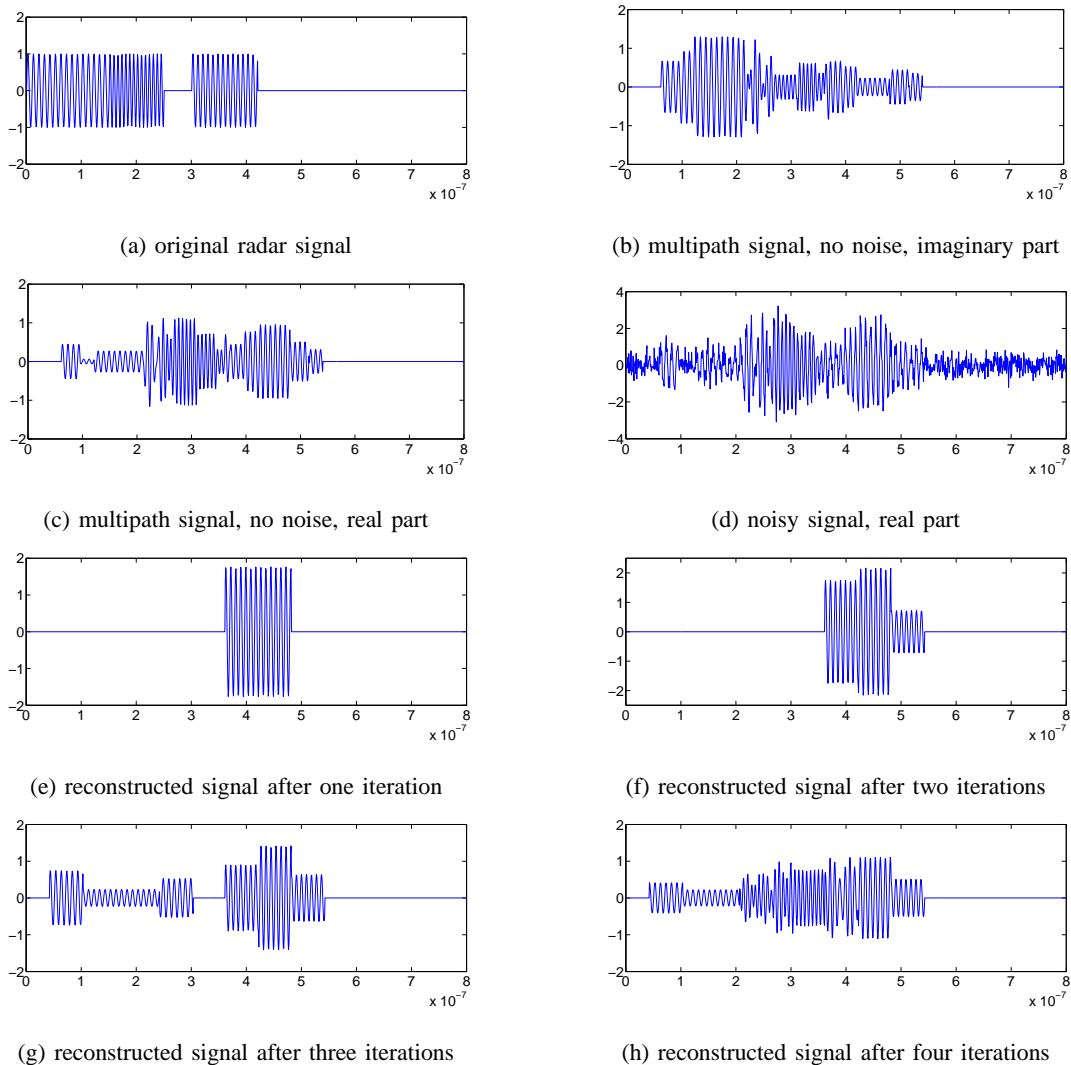 2
1
0
−1
−2
0 1 2 3 4 5 6 7 8
x 10⁻⁷
(a) original radar signal
2
1
0
−1
−2
0 1 2 3 4 5 6 7 8
x 10⁻⁷
(b) multipath signal, no noise, imaginary part
2
1
0
−1
−2
0 1 2 3 4 5 6 7 8
x 10⁻⁷
(c) multipath signal, no noise, real part
4
2
0
−2
−4
0 1 2 3 4 5 6 7 8
x 10⁻⁷
(d) noisy signal, real part
2
1
0
−1
−2
0 1 2 3 4 5 6 7 8
x 10⁻⁷
(e) reconstructed signal after one iteration
2
1
0
−1
−2
0 1 2 3 4 5 6 7 8
x 10⁻⁷
(f) reconstructed signal after two iterations
2
1
0
−1
−2
0 1 2 3 4 5 6 7 8
x 10⁻⁷
(g) reconstructed signal after three iterations
2
1
0
−1
−2
0 1 2 3 4 5 6 7 8
x 10⁻⁷
(h) reconstructed signal after four iterations